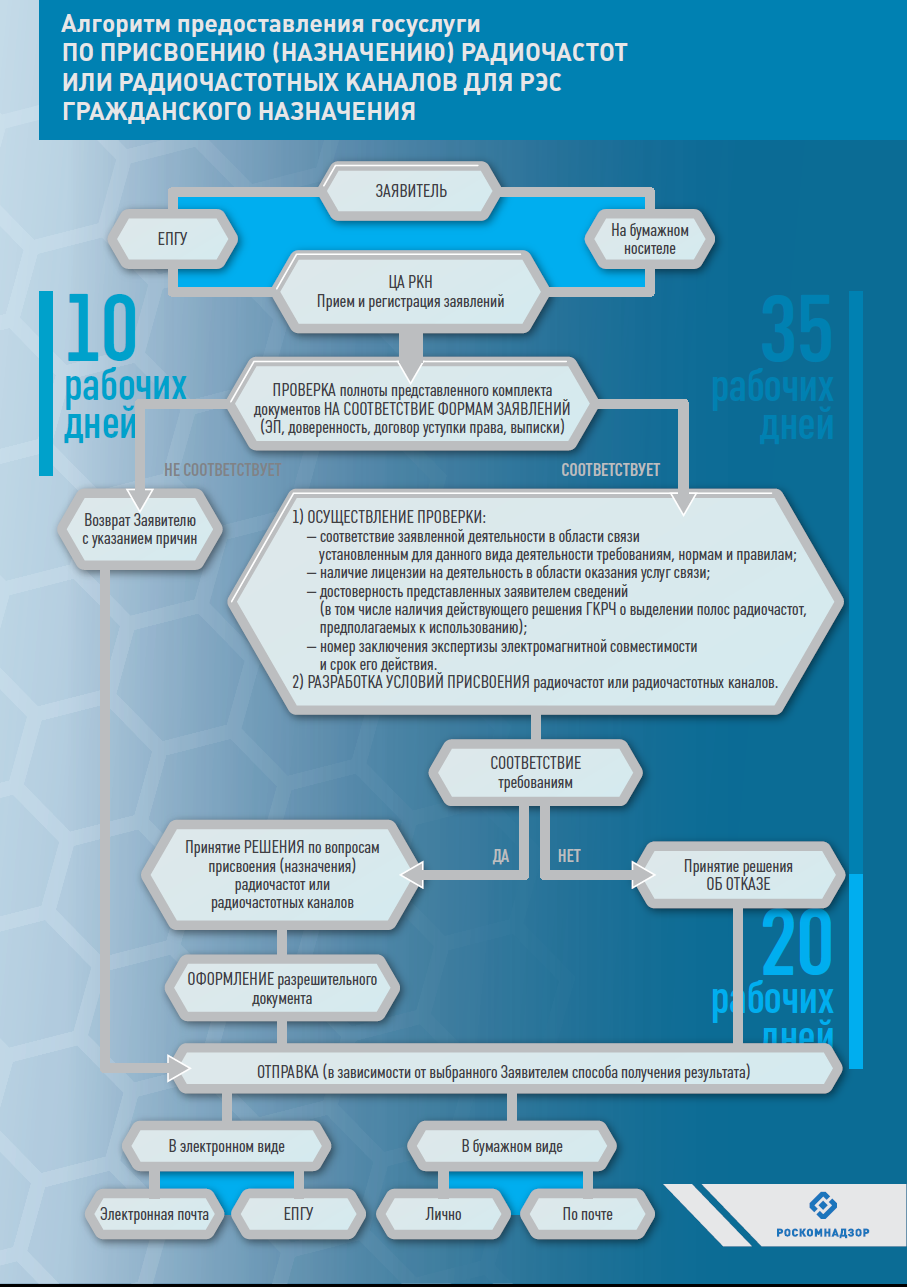 Алгоритм предоставления госуслуги
ПО ПРИСВОЕНИЮ (НАЗНАЧЕНИЮ) РАДИОЧАСТОТ
ИЛИ РАДИОЧАСТОТНЫХ КАНАЛОВ ДЛЯ РЭС
ГРАЖДАНСКОГО НАЗНАЧЕНИЯ
ЗАЯВИТЕЛЬ
ЕПГУ
На бумажном
носителе
ЦА РКН
Прием и регистрация заявлений
10
рабочих
дней
35
рабочих
дней
ПРОВЕРКА полноты представленного комплекта
документов НА СООТВЕТСТВИЕ ФОРМАМ ЗАЯВЛЕНИЙ
(ЭП, доверенность, договор уступки права, выписки)
НЕ СООТВЕТСТВУЕТ
СООТВЕТСТВУЕТ
Возврат Заявителю
с указанием причин
1) ОСУЩЕСТВЛЕНИЕ ПРОВЕРКИ:
– соответствие заявленной деятельности в области связи
установленным для данного вида деятельности требованиям, нормам и правилам;
– наличие лицензии на деятельность в области оказания услуг связи;
– достоверность представленных заявителем сведений
(в том числе наличия действующего решения ГКРЧ о выделении полос радиочастот,
предполагаемых к использованию);
– номер заключения экспертизы электромагнитной совместимости
и срок его действия.
2) РАЗРАБОТКА УСЛОВИЙ ПРИСВОЕНИЯ радиочастот или радиочастотных каналов.
СООТВЕТСТВИЕ
требованиям
ДА
НЕТ
Принятие РЕШЕНИЯ по вопросам
присвоения (назначения)
радиочастот или
радиочастотных каналов
Принятие решения
ОБ ОТКАЗЕ
20
рабочих
дней
ОФОРМЛЕНИЕ разрешительного
документа
ОТПРАВКА (в зависимости от выбранного Заявителем способа получения результата)
В электронном виде
В бумажном виде
Электронная почта
ЕПГУ
Лично
По почте
РОСКОМНАДЗОР